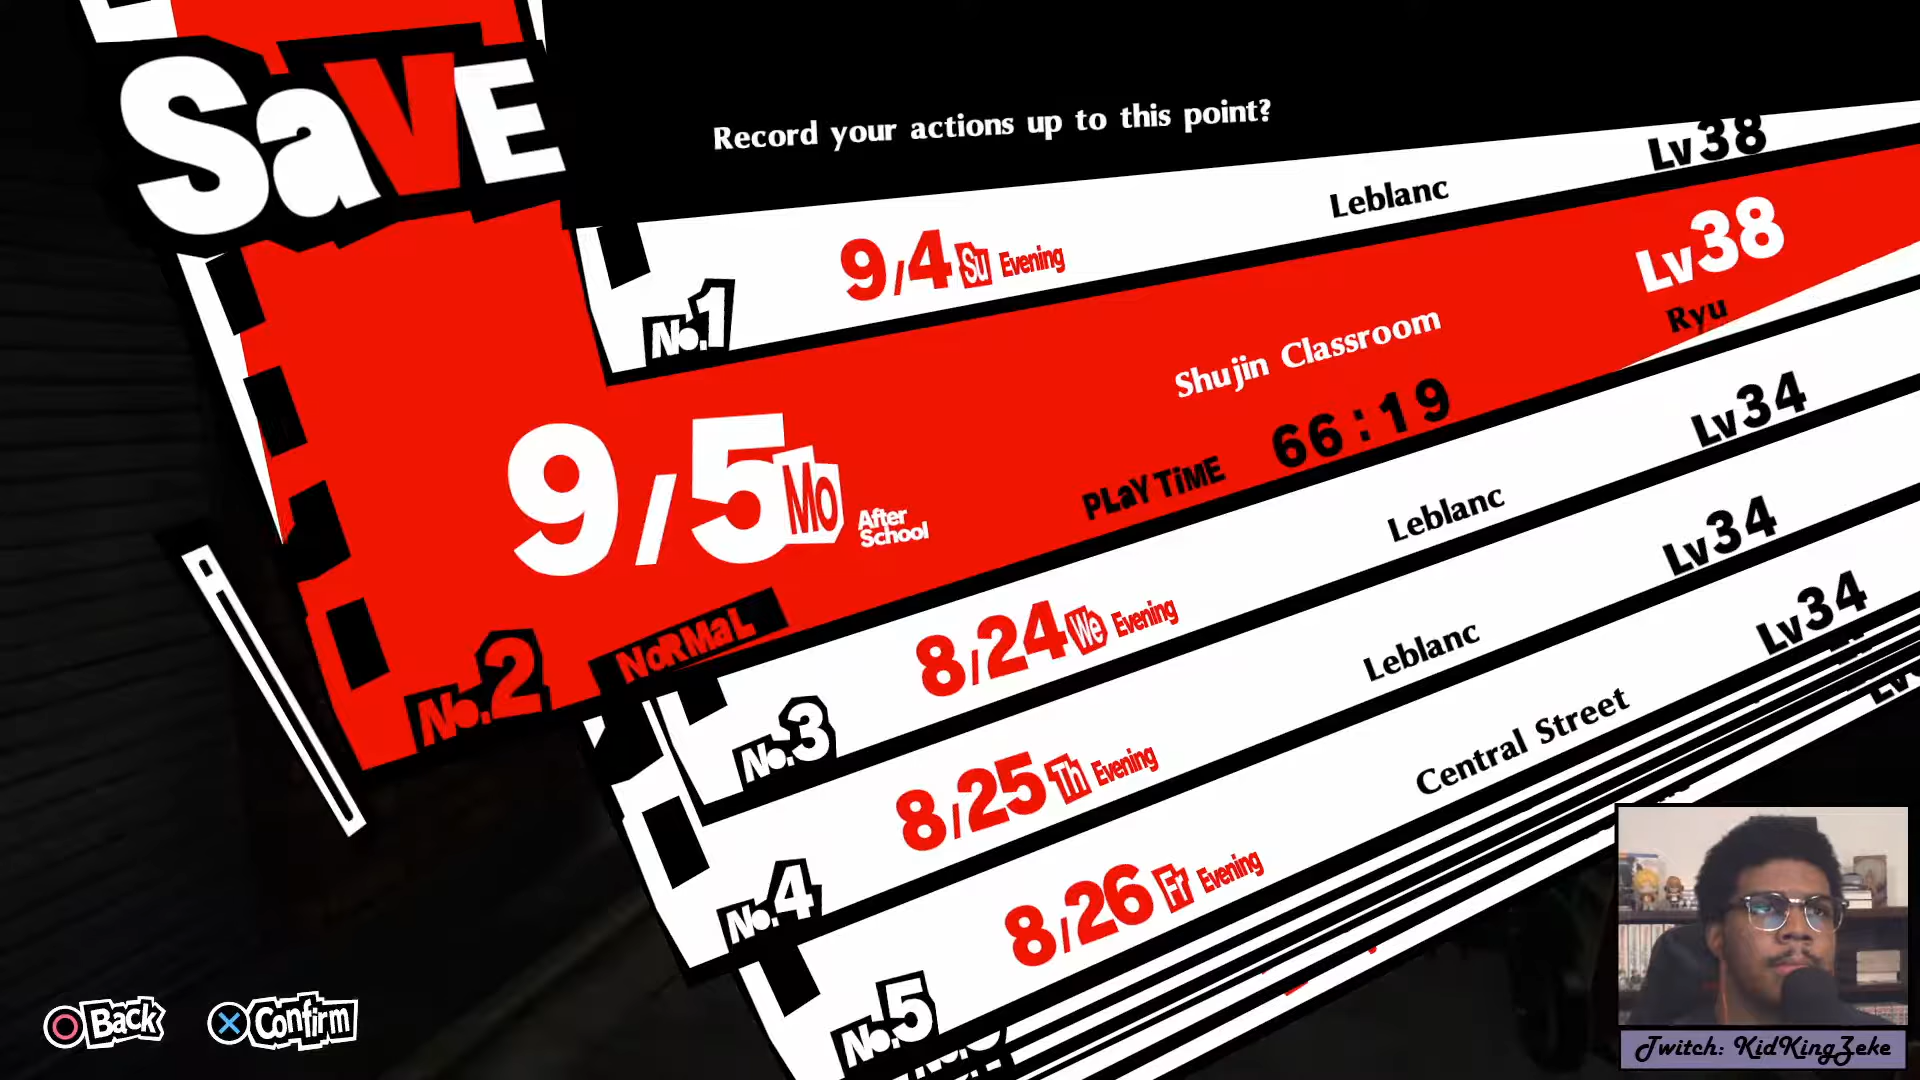 SaVE
Record your actions up to this point?
No.1 9/4 Su Evening Leblanc Lv38
No.2 9/5 Mo After School Shujin Classroom Lv38
Ryu
PLaY TiME 66:19
NoRMaL
No.3 8/24 We Evening Leblanc Lv34
No.4 8/25 Th Evening Leblanc Lv34
No.5 8/26 Fr Evening Central Street Lv34
Back Confirm
Twitch: KidKingZeke